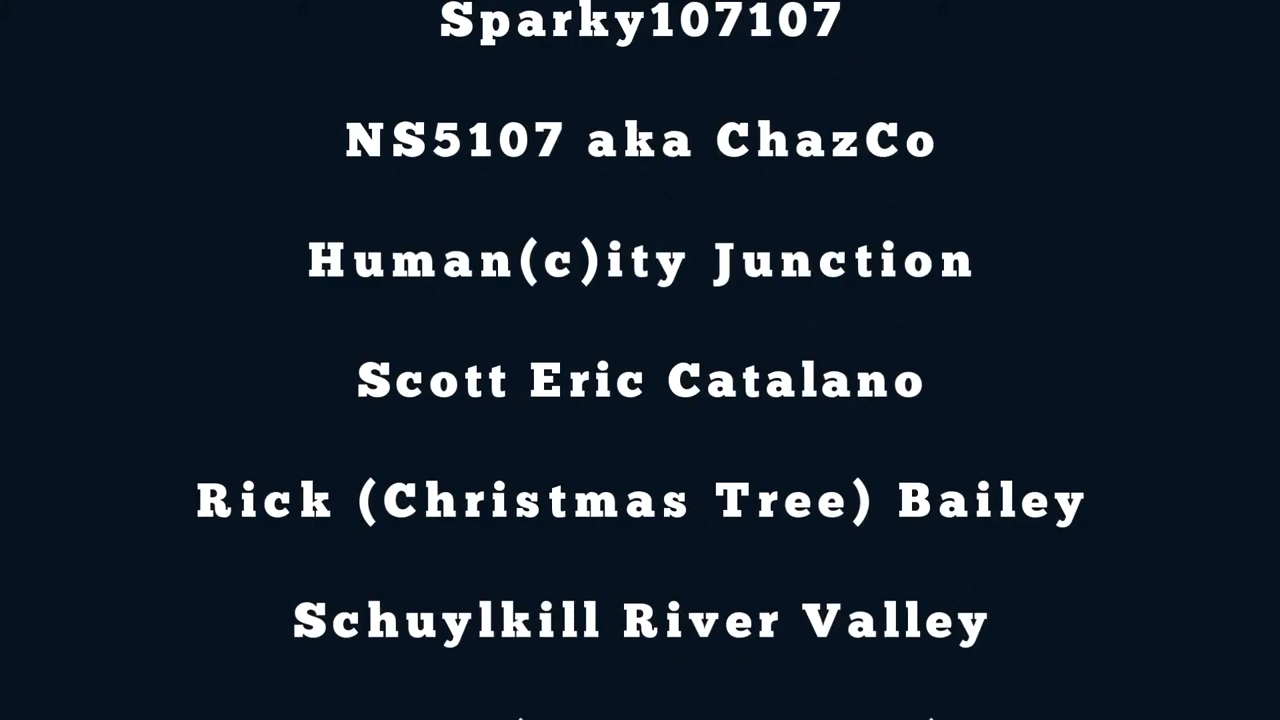 Sparky107107
NS5107 aka ChazCo
Human(c)ity Junction
Scott Eric Catalano
Rick (Christmas Tree) Bailey
Schuylkill River Valley